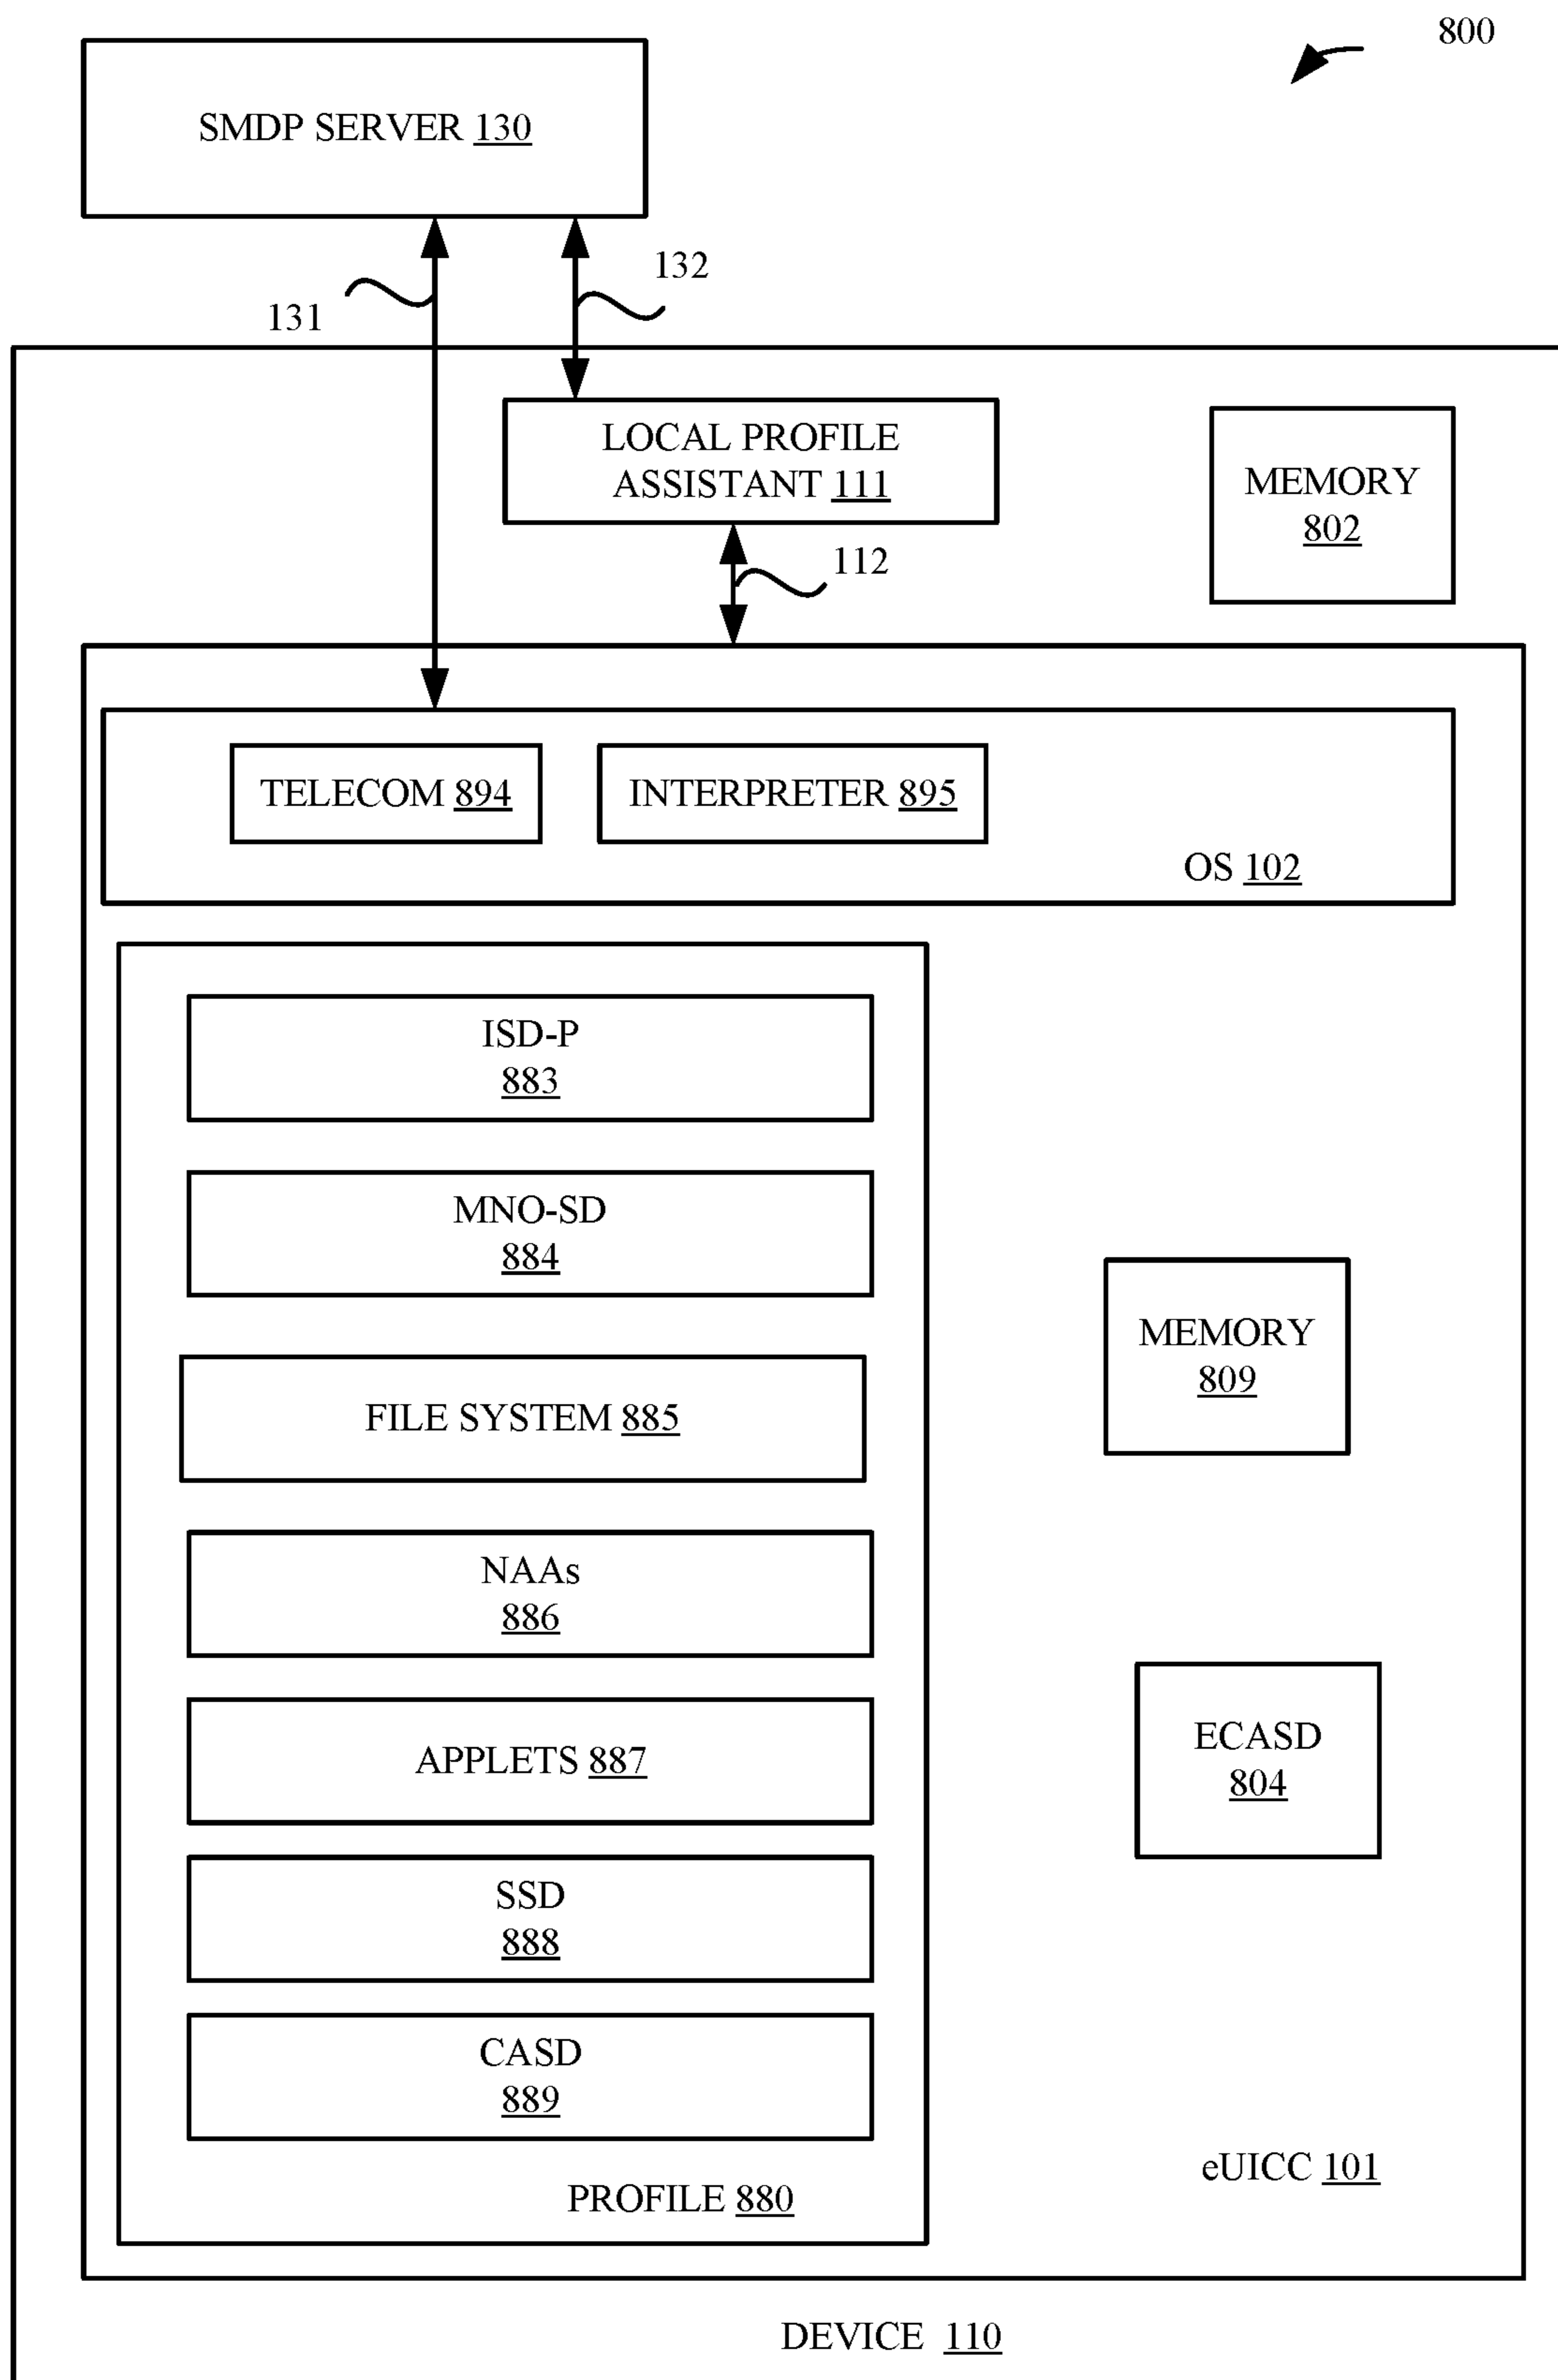 800
SMDP SERVER 130
132
131
LOCAL PROFILE
ASSISTANT 111
MEMORY
802
112
TELECOM 894
INTERPRETER 895
OS 102
ISD-P
883
MNO-SD
884
MEMORY
809
FILE SYSTEM 885
NAAs
886
ECASD
804
APPLETS 887
SSD
888
CASD
889
eUICC 101
PROFILE 880
DEVICE 110